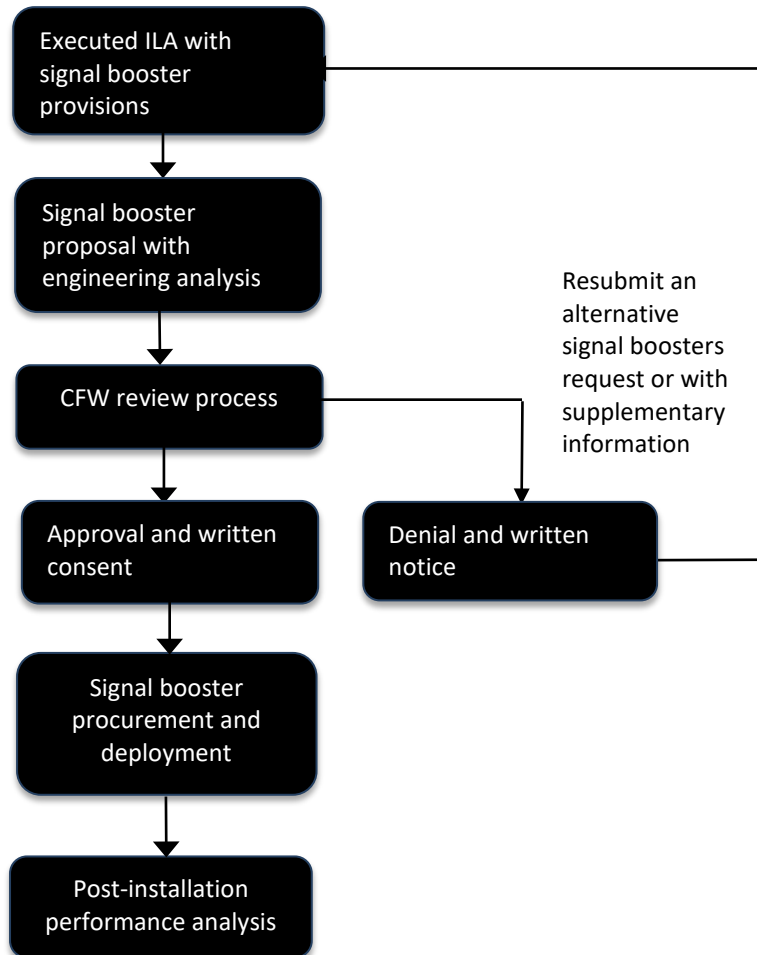 Executed ILA with
signal booster
provisions
Signal booster
proposal with
engineering analysis
Resubmit an
alternative
signal boosters
request or with
supplementary
information
CFW review process
Approval and written
consent
Denial and written
notice
Signal booster
procurement and
deployment
Post-installation
performance analysis